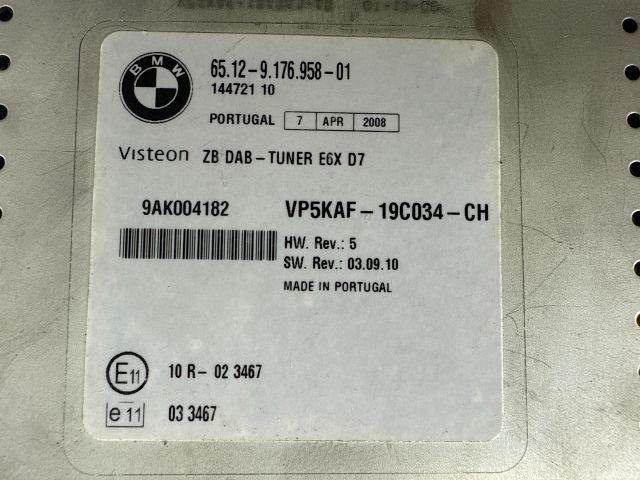 BMW
65.12-9.176.958-01
144721 10
PORTUGAL 7 APR 2008
Visteon ZB DAB-TUNER E6X D7
9AK004182 VP5KAF-19C034-CH
HW. Rev.: 5
SW. Rev.: 03.09.10
MADE IN PORTUGAL
E11 10 R-02 3467
e 11 03 3467